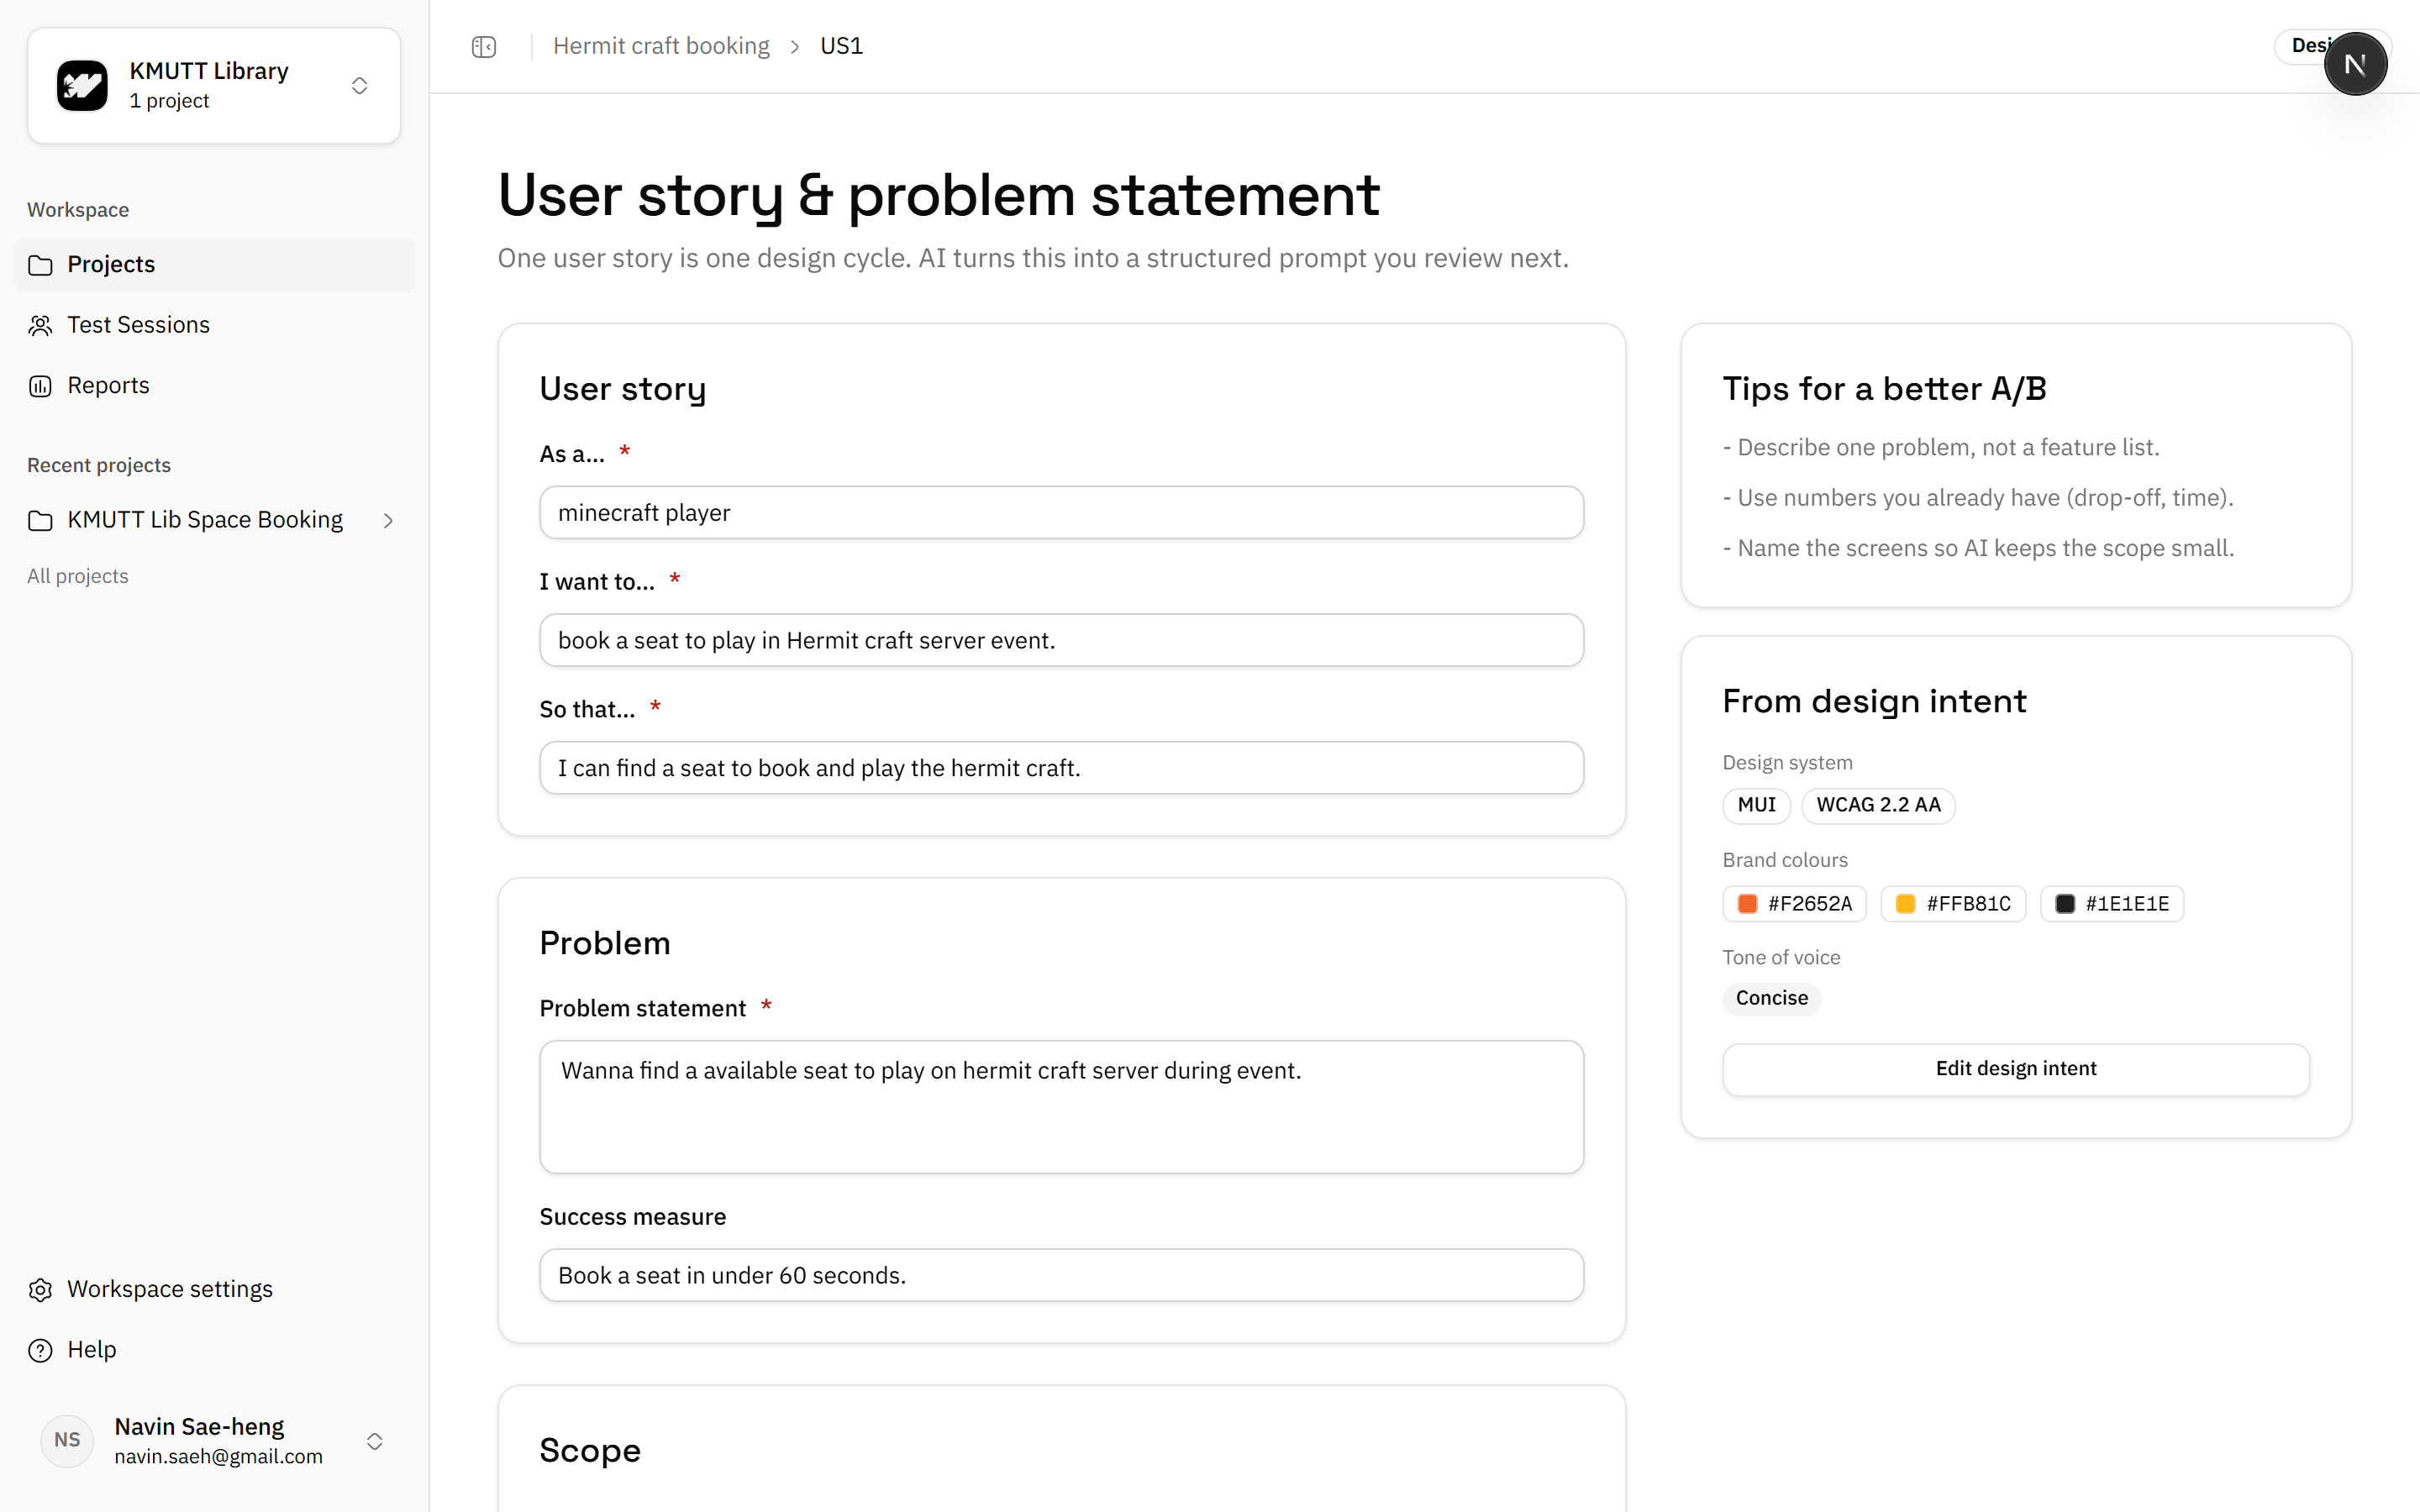 KMUTT Library
1 project
Workspace
Projects
Test Sessions
Reports
Recent projects
KMUTT Lib Space Booking
All projects
Workspace settings
Help
NS
Navin Sae-heng
navin.saeh@gmail.com
Hermit craft booking > US1
N
User story & problem statement
One user story is one design cycle. AI turns this into a structured prompt you review next.
User story
As a... *
minecraft player
I want to... *
book a seat to play in Hermit craft server event.
So that... *
I can find a seat to book and play the hermit craft.
Problem
Problem statement *
Wanna find a available seat to play on hermit craft server during event.
Success measure
Book a seat in under 60 seconds.
Scope
Tips for a better A/B
- Describe one problem, not a feature list.
- Use numbers you already have (drop-off, time).
- Name the screens so AI keeps the scope small.
From design intent
Design system
MUI WCAG 2.2 AA
Brand colours
#F2652A #FFB81C #1E1E1E
Tone of voice
Concise
Edit design intent